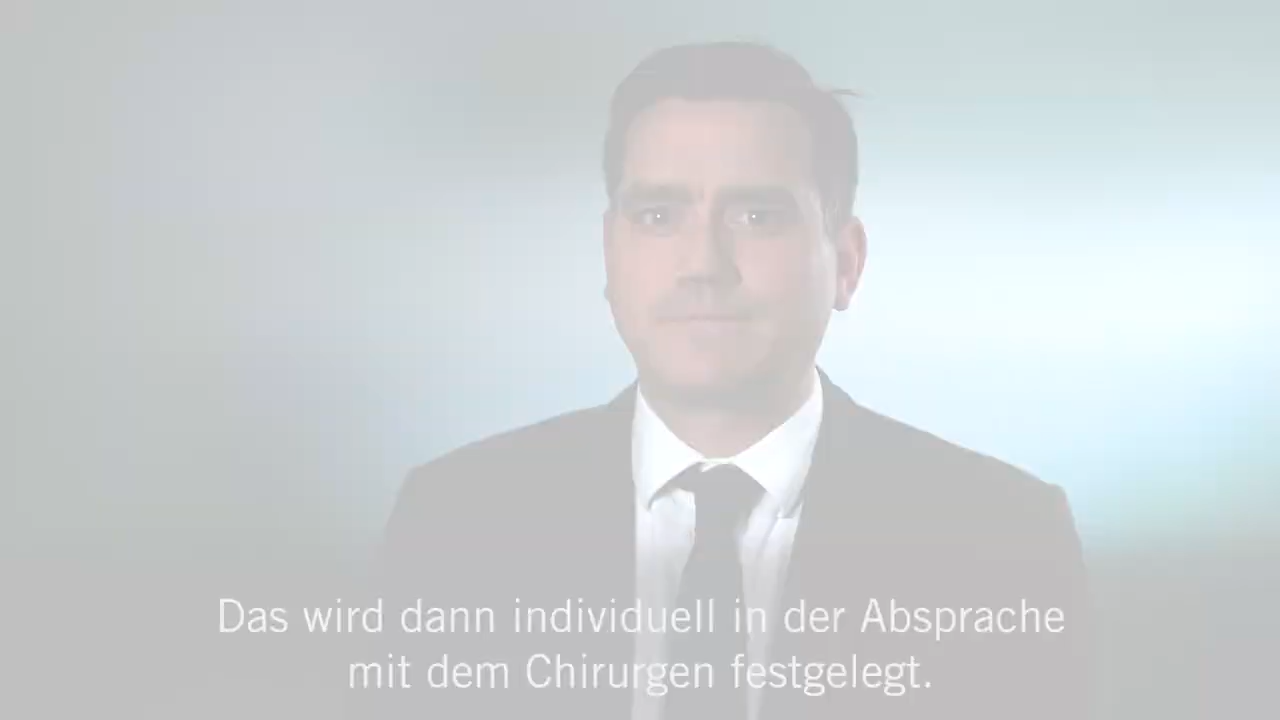 Das wird dann individuell in der Absprache
mit dem Chirurgen festgelegt.